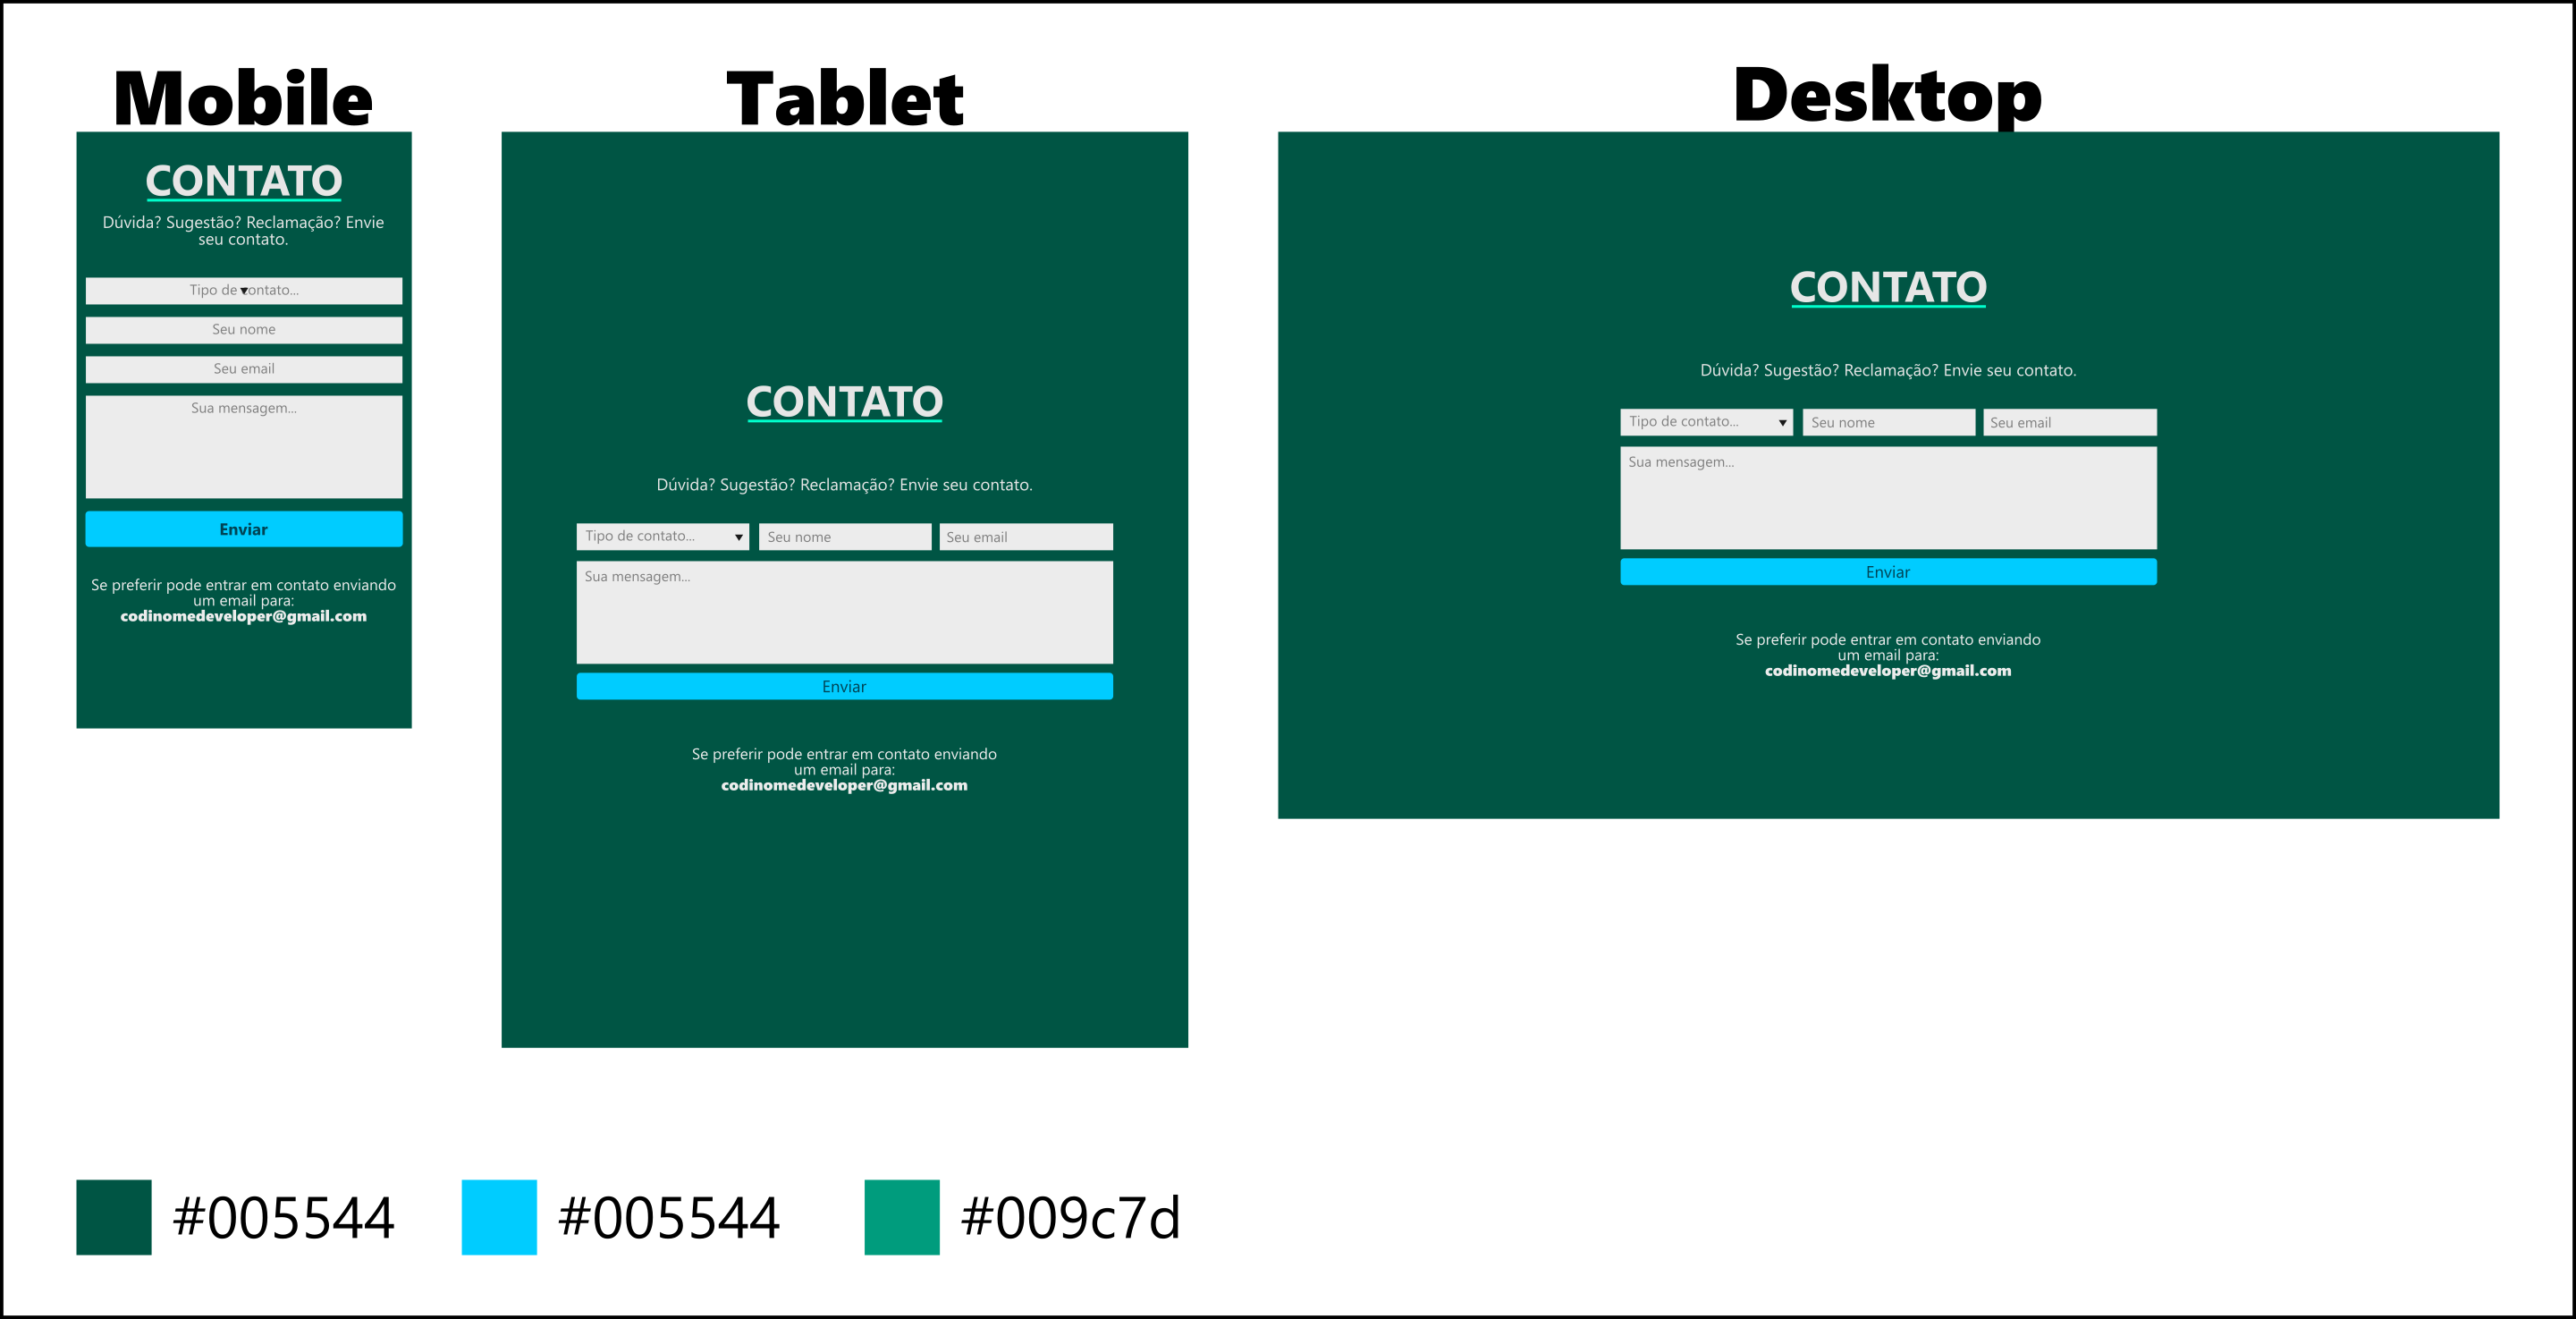 Mobile
CONTATO
Dúvida? Sugestão? Reclamação? Envie
seu contato.
Tipo de contato...
Seu nome
Seu email
Sua mensagem...
Enviar
Se preferir pode entrar em contato enviando
um email para:
codinomedeveloper@gmail.com
Tablet
CONTATO
Dúvida? Sugestão? Reclamação? Envie seu contato.
Tipo de contato...
Seu nome
Seu email
Sua mensagem...
Enviar
Se preferir pode entrar em contato enviando
um email para:
codinomedeveloper@gmail.com
Desktop
CONTATO
Dúvida? Sugestão? Reclamação? Envie seu contato.
Tipo de contato...
Seu nome
Seu email
Sua mensagem...
Enviar
Se preferir pode entrar em contato enviando
um email para:
codinomedeveloper@gmail.com
#005544
#005544
#009c7d